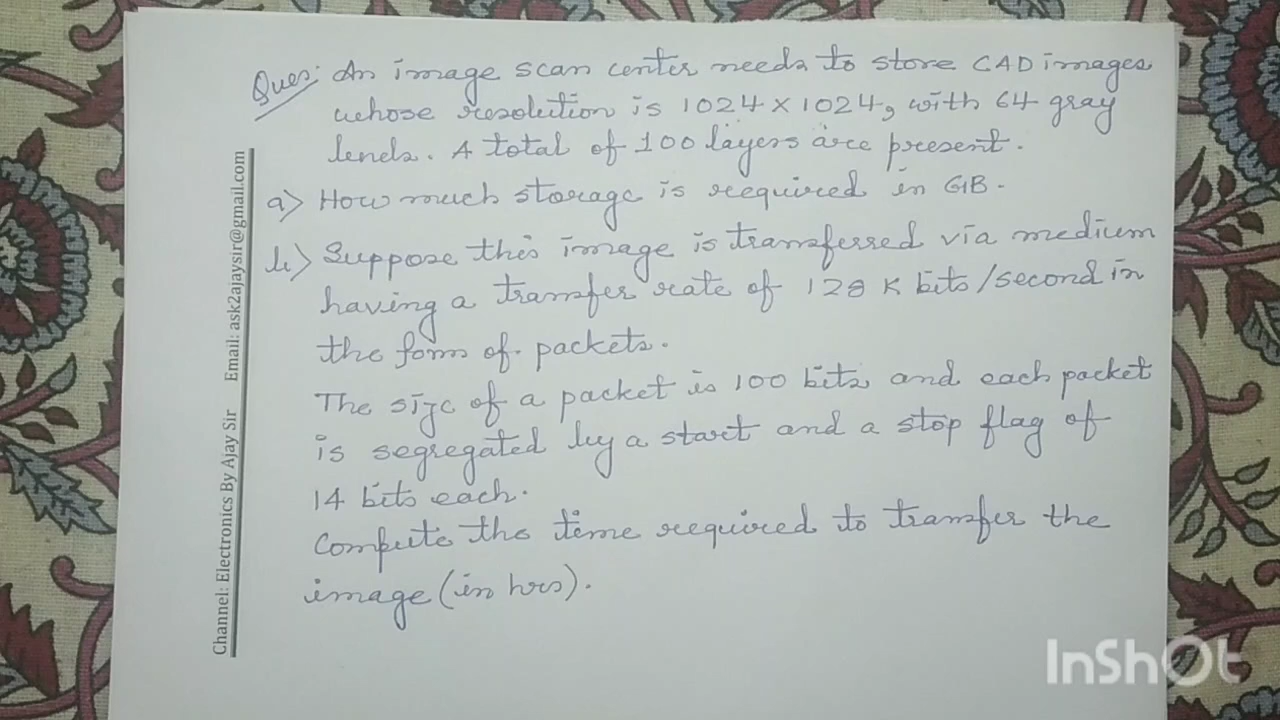 Ques: An image scan center needs to store CAD images
whose resolution is 1024 × 1024, with 64 gray
levels. A total of 100 layers are present.
a) How much storage is required in GB.
b) Suppose this image is transferred via medium
having a transfer rate of 128 K bits/second in
the form of packets.
The size of a packet is 100 bits and each packet
is segregated by a start and a stop flag of
14 bits each.
Compute the time required to transfer the
image (in hrs).
Channel: Electronics By Ajay Sir Email: ask2ajaysir@gmail.com
InShOt